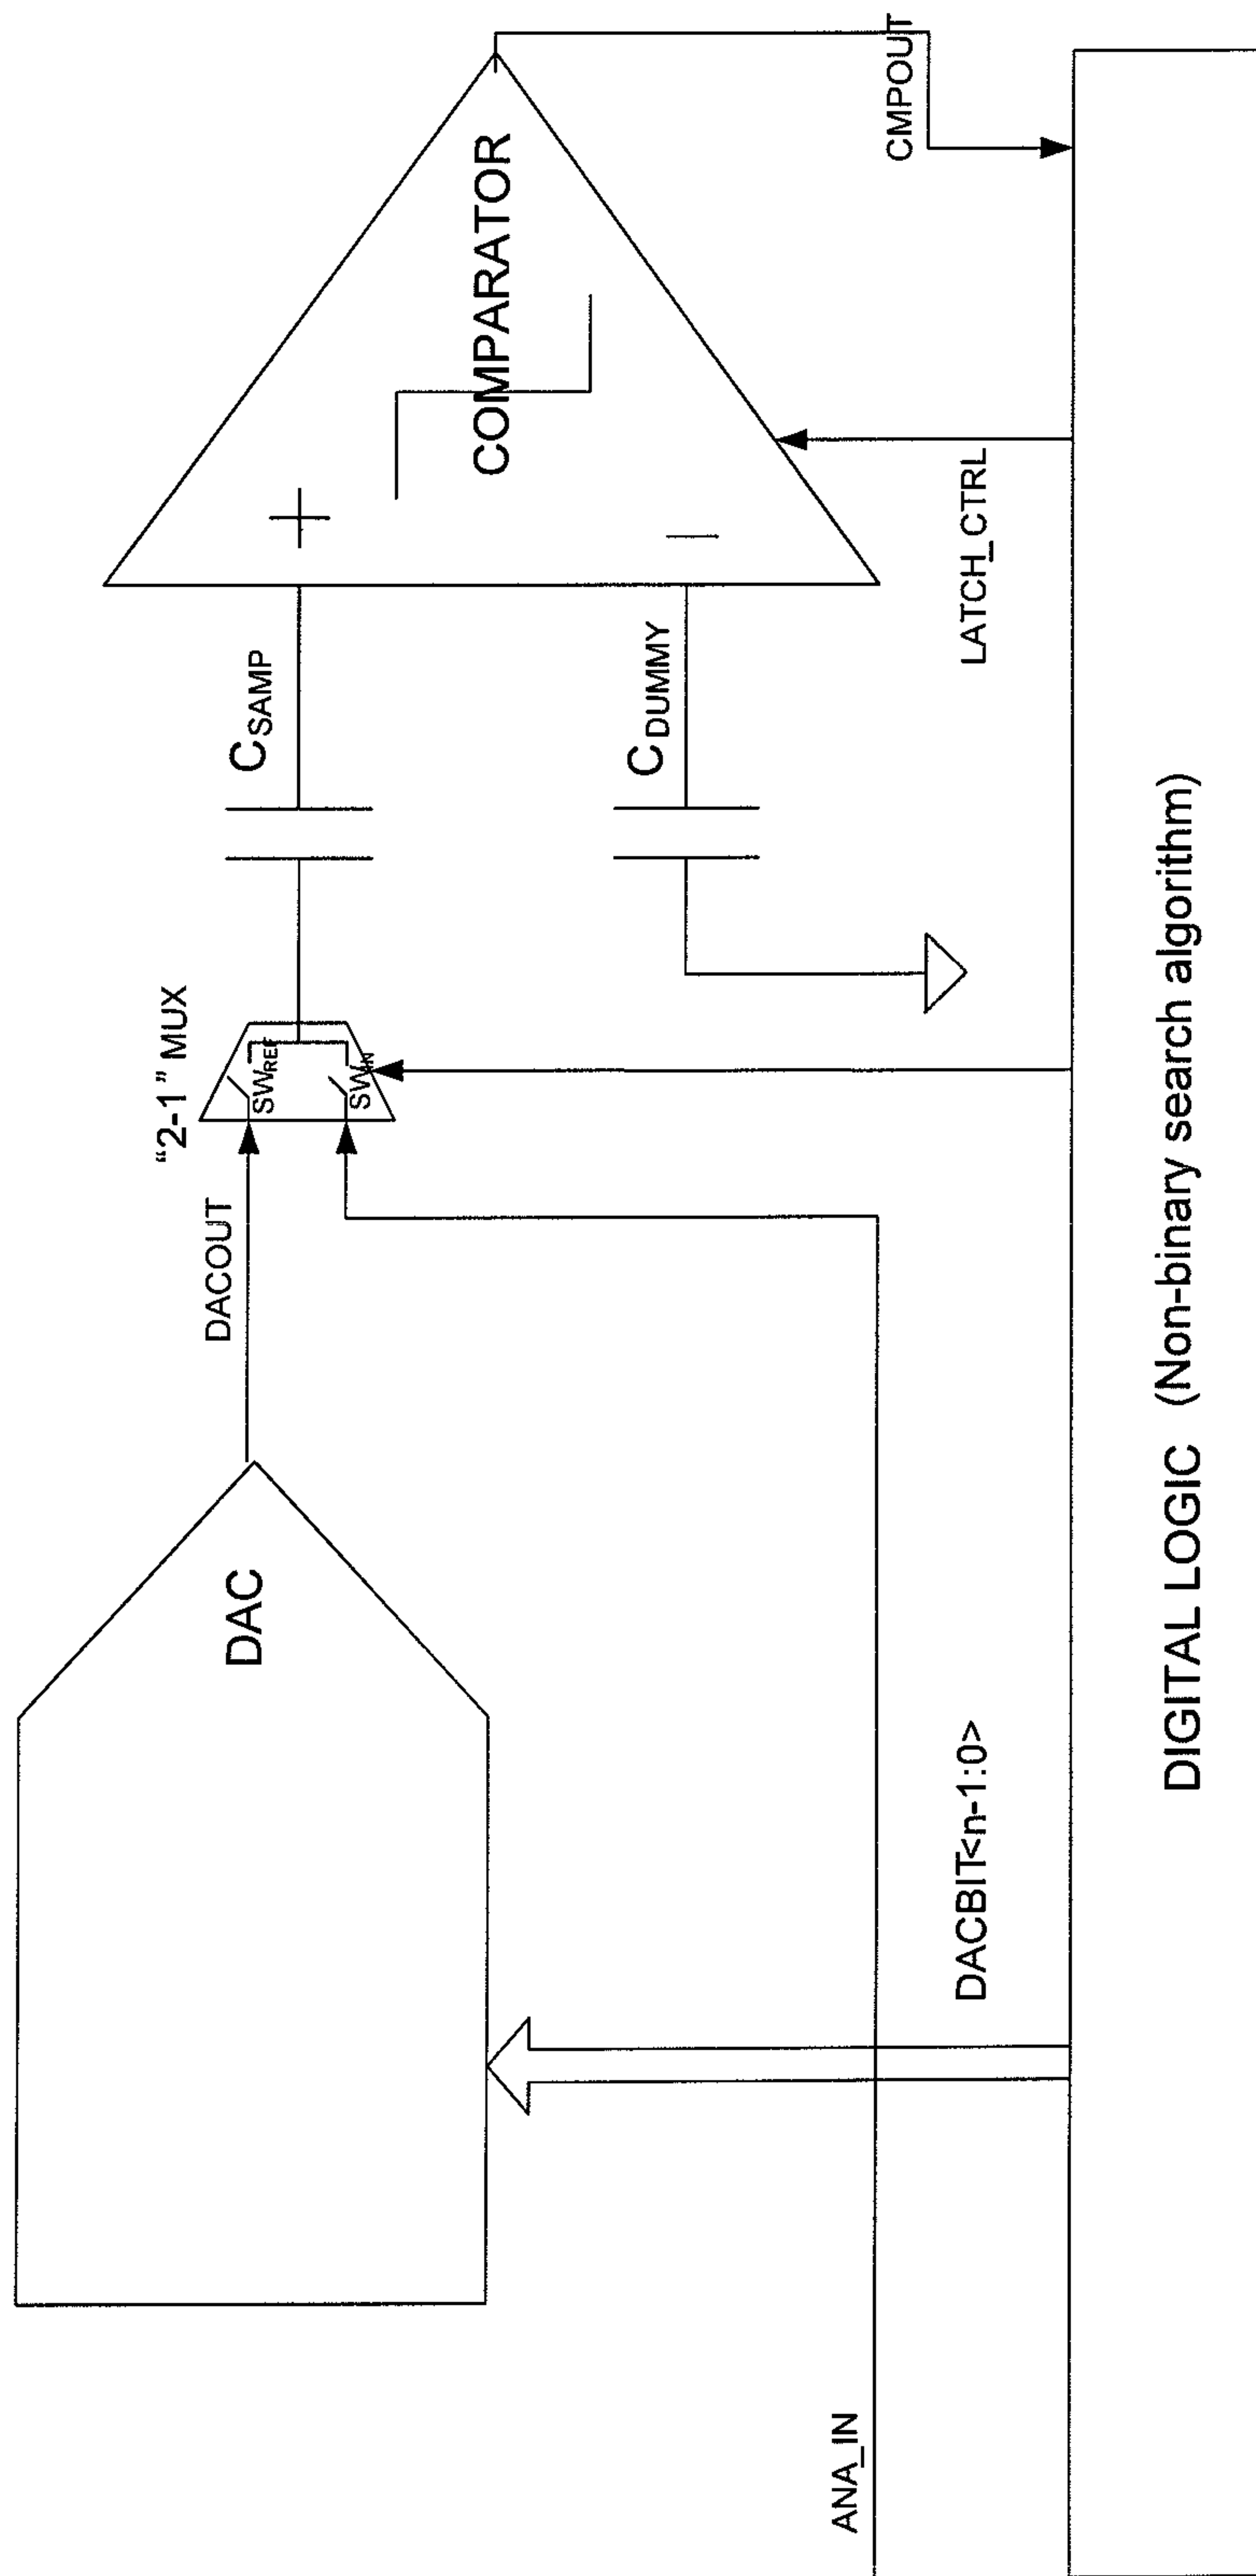 DAC
DACOUT
“2-1” MUX
SWREF
SWIN
CSAMP
+
COMPARATOR
CDUMMY
−
ANA_IN
DACBIT<n-1:0>
LATCH_CTRL
CMPOUT
DIGITAL LOGIC (Non-binary search algorithm)